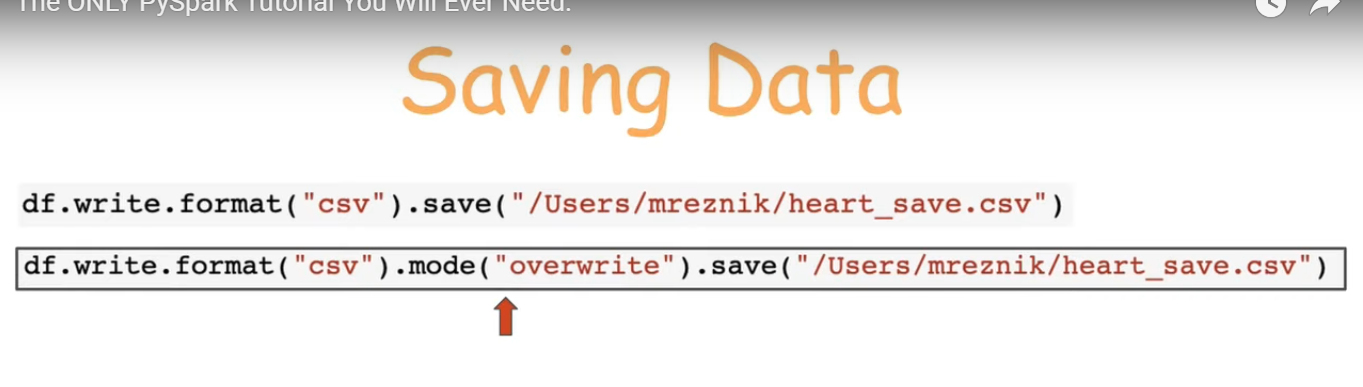 The ONLY PySpark Tutorial You Will Ever Need.
Saving Data
df.write.format("csv").save("/Users/mreznik/heart_save.csv")
df.write.format("csv").mode("overwrite").save("/Users/mreznik/heart_save.csv")